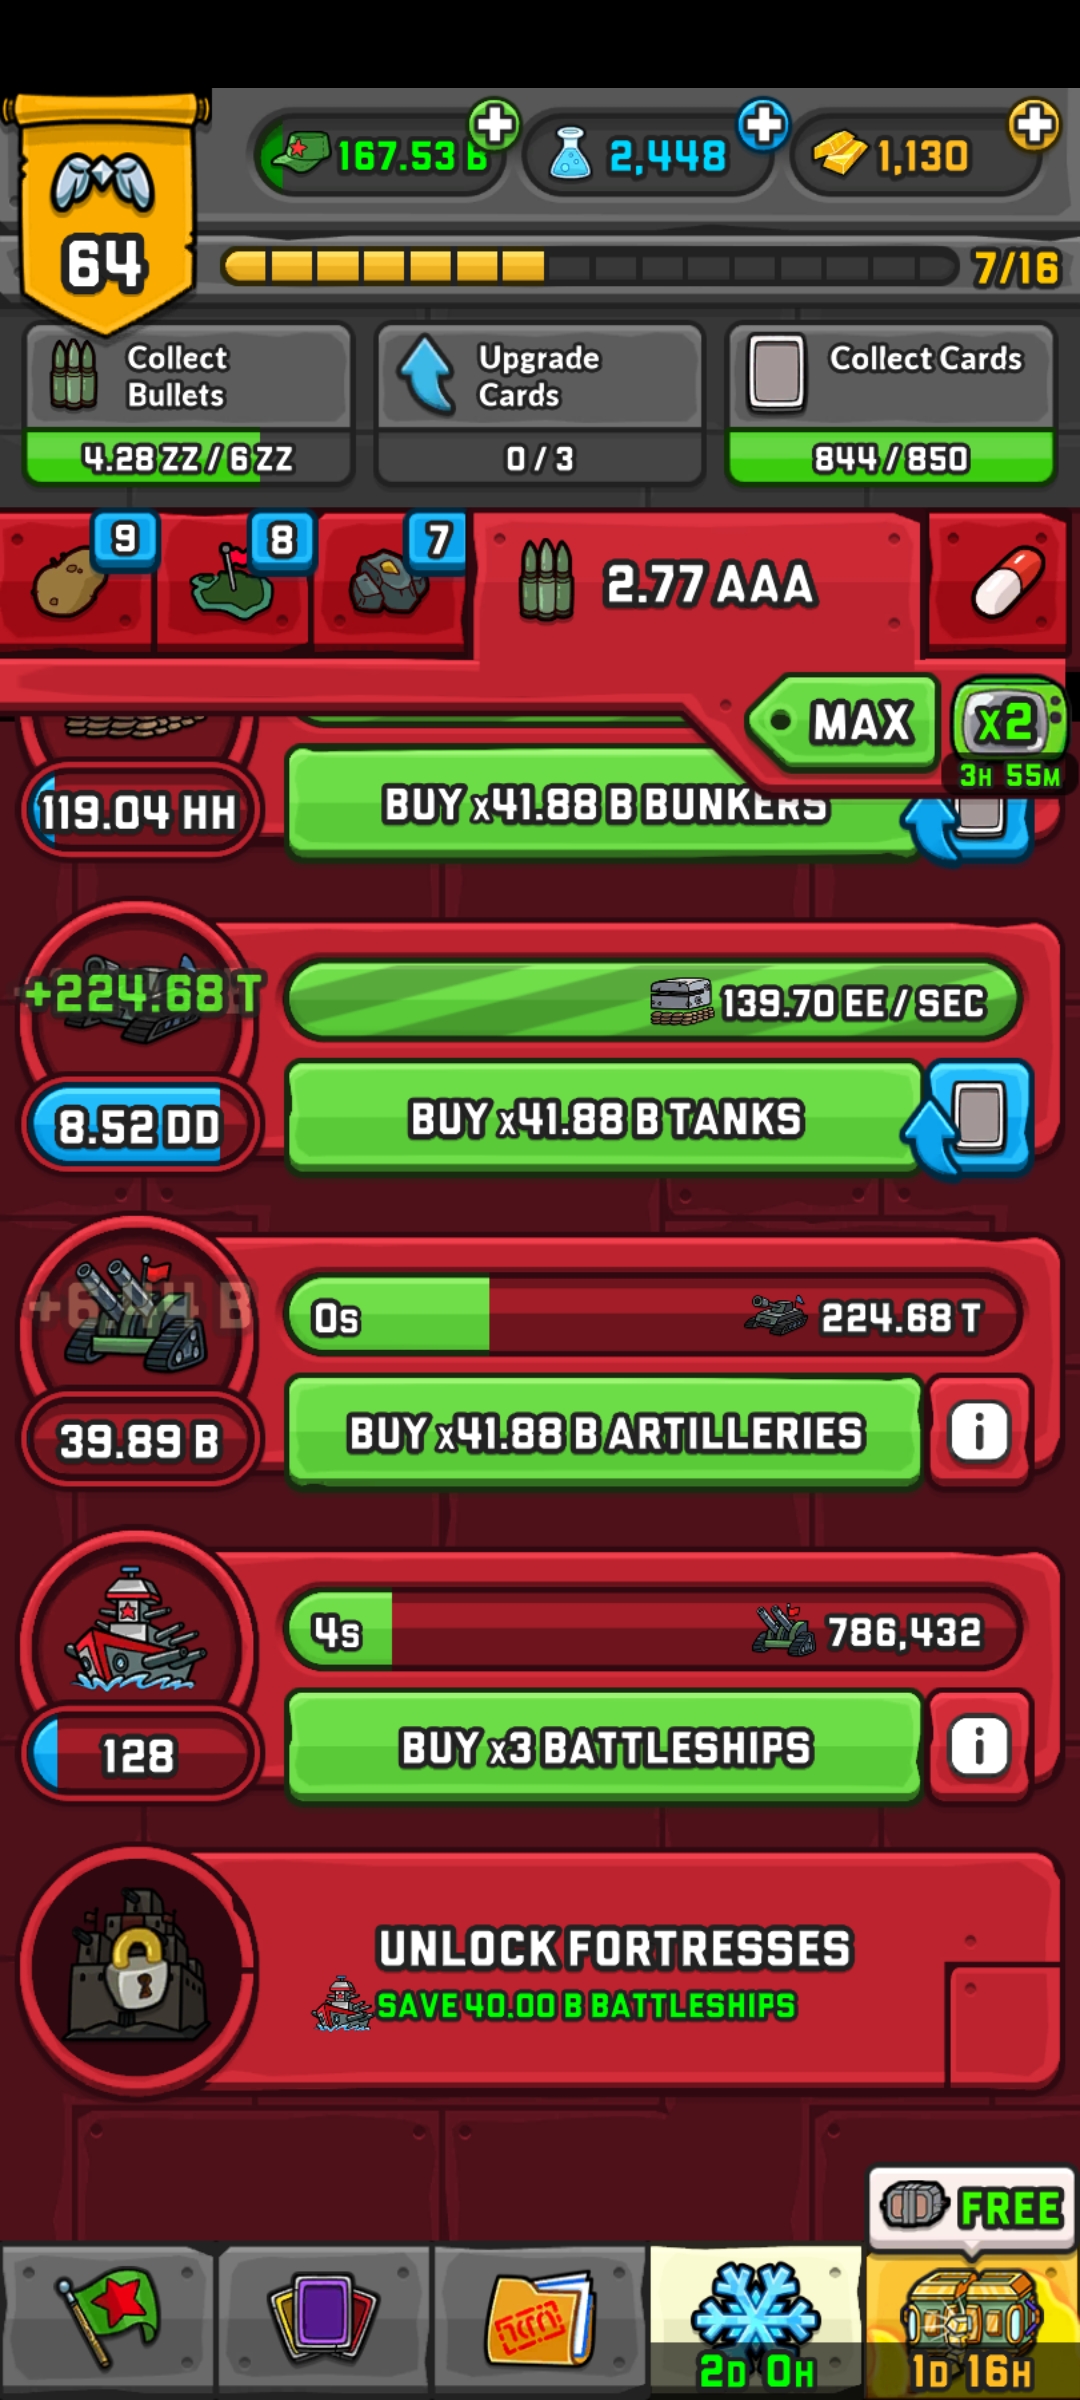 167.53 B
2,448
1,130
64
7/16
Collect
Bullets
Upgrade
Cards
Collect Cards
4.28 ZZ / 6 ZZ
0 / 3
844 / 850
9
8
7
2.77 AAA
MAX
x2
3H 55M
119.04 HH
BUY x41.88 B BUNKERS
+224.68 T
139.70 EE / SEC
8.52 DD
BUY x41.88 B TANKS
0s
224.68 T
39.89 B
BUY x41.88 B ARTILLERIES
i
4s
786,432
128
BUY x3 BATTLESHIPS
i
UNLOCK FORTRESSES
SAVE 40.00 B BATTLESHIPS
FREE
2D 0H
1D 16H